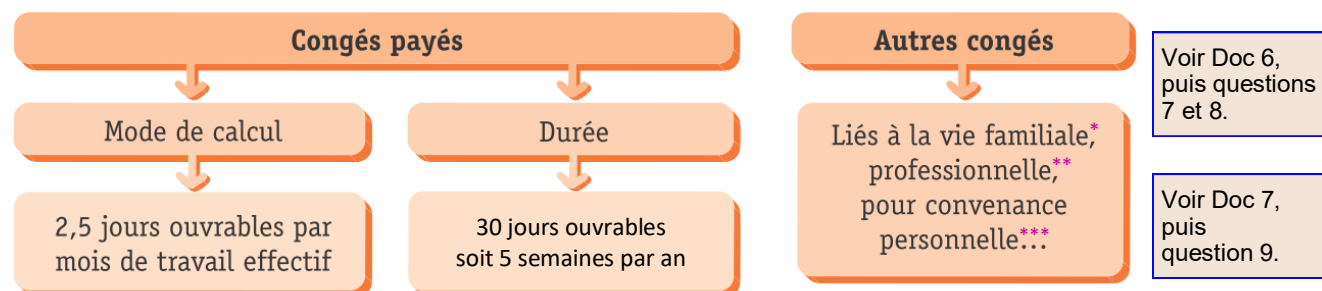 Congés payés
Mode de calcul
2,5 jours ouvrables par
mois de travail effectif
Durée
30 jours ouvrables
soit 5 semaines par an
Autres congés
Liés à la vie familiale,*
professionnelle,**
pour convenance
personnelle***...
Voir Doc 6,
puis questions
7 et 8.
Voir Doc 7,
puis
question 9.